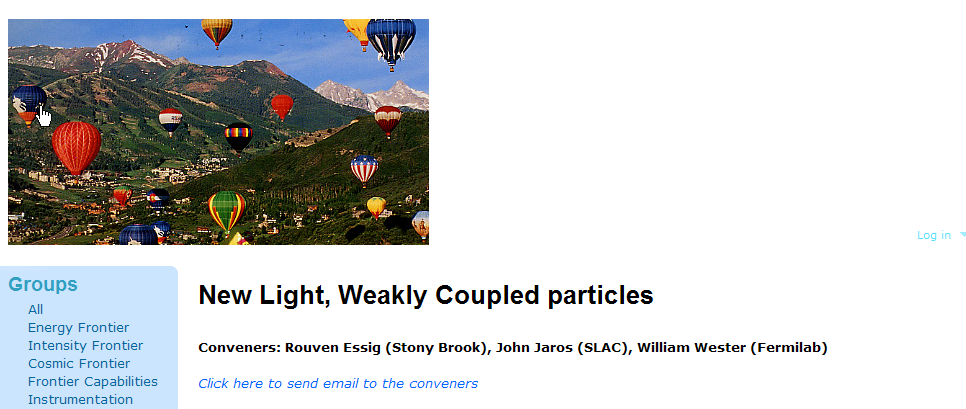 Log in
Groups
All
Energy Frontier
Intensity Frontier
Cosmic Frontier
Frontier Capabilities
Instrumentation
New Light, Weakly Coupled particles
Conveners: Rouven Essig (Stony Brook), John Jaros (SLAC), William Wester (Fermilab)
Click here to send email to the conveners